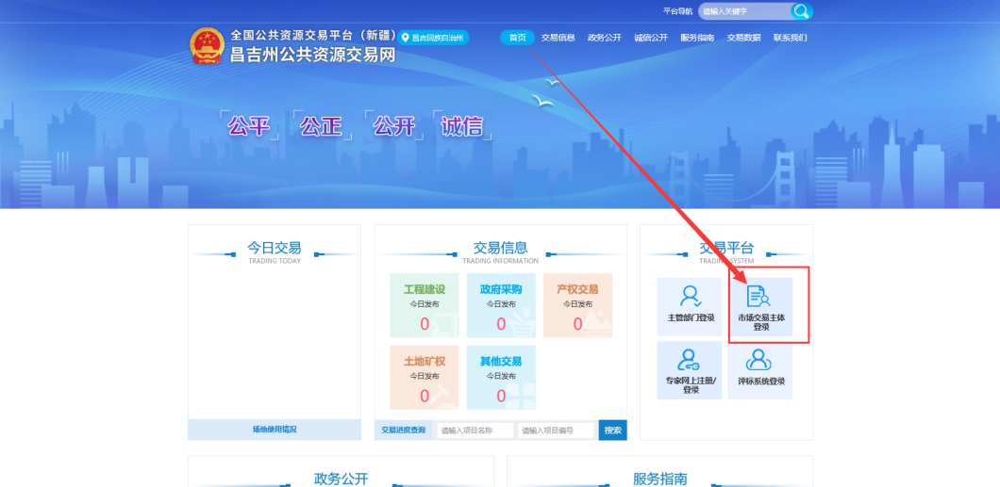 平台导航 请输入关键字
全国公共资源交易平台（新疆） 昌吉回族自治州
昌吉州公共资源交易网
首页 交易信息 政务公开 诚信公开 服务指南 交易数据 联系我们
公平 公正 公开 诚信
今日交易
TRADING TODAY
场地使用情况
交易信息
TRADING INFORMATION
工程建设
今日发布
0
政府采购
今日发布
0
产权交易
今日发布
0
土地矿权
今日发布
0
其他交易
今日发布
0
交易进度查询 请输入项目名称 请输入项目编号 搜索
交易平台
TRADING SYSTEM
主管部门登录
市场交易主体
登录
专家网上注册/
登录
评标系统登录
政务公开
服务指南